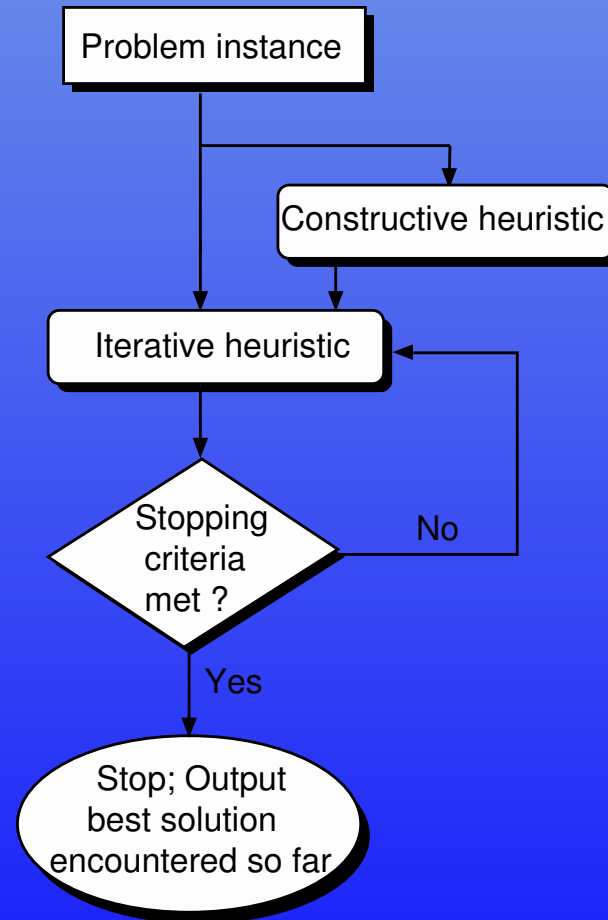 Problem instance
Constructive heuristic
Iterative heuristic
Stopping
criteria
met ?
No
Yes
Stop; Output
best solution
encountered so far